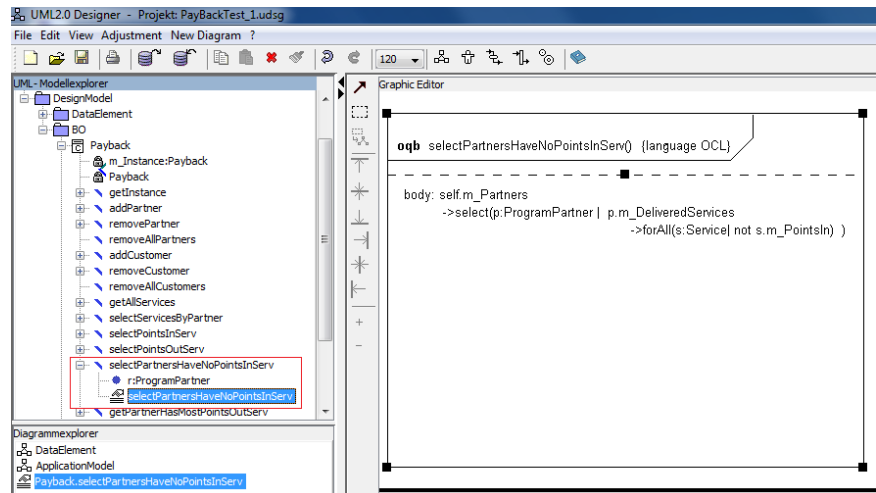 UML2.0 Designer - Projekt: PayBackTest_1.udsg
File Edit View Adjustment New Diagram ?
120
UML-Modellexplorer
DesignModel
DataElement
BO
Payback
m_Instance:Payback
Payback
getInstance
addPartner
removePartner
removeAllPartners
addCustomer
removeCustomer
removeAllCustomers
getAllServices
selectServicesByPartner
selectPointsInServ
selectPointsOutServ
selectPartnersHaveNoPointsInServ
r:ProgramPartner
selectPartnersHaveNoPointsInServ
getPartnerHasMostPointsOutServ
Diagrammexplorer
DataElement
ApplicationModel
Payback.selectPartnersHaveNoPointsInServ
Graphic Editor
oqb selectPartnersHaveNoPointsInServ() {language OCL}
body: self.m_Partners
->select(p:ProgramPartner | p.m_DeliveredServices
->forAll(s:Service| not s.m_PointsIn) )